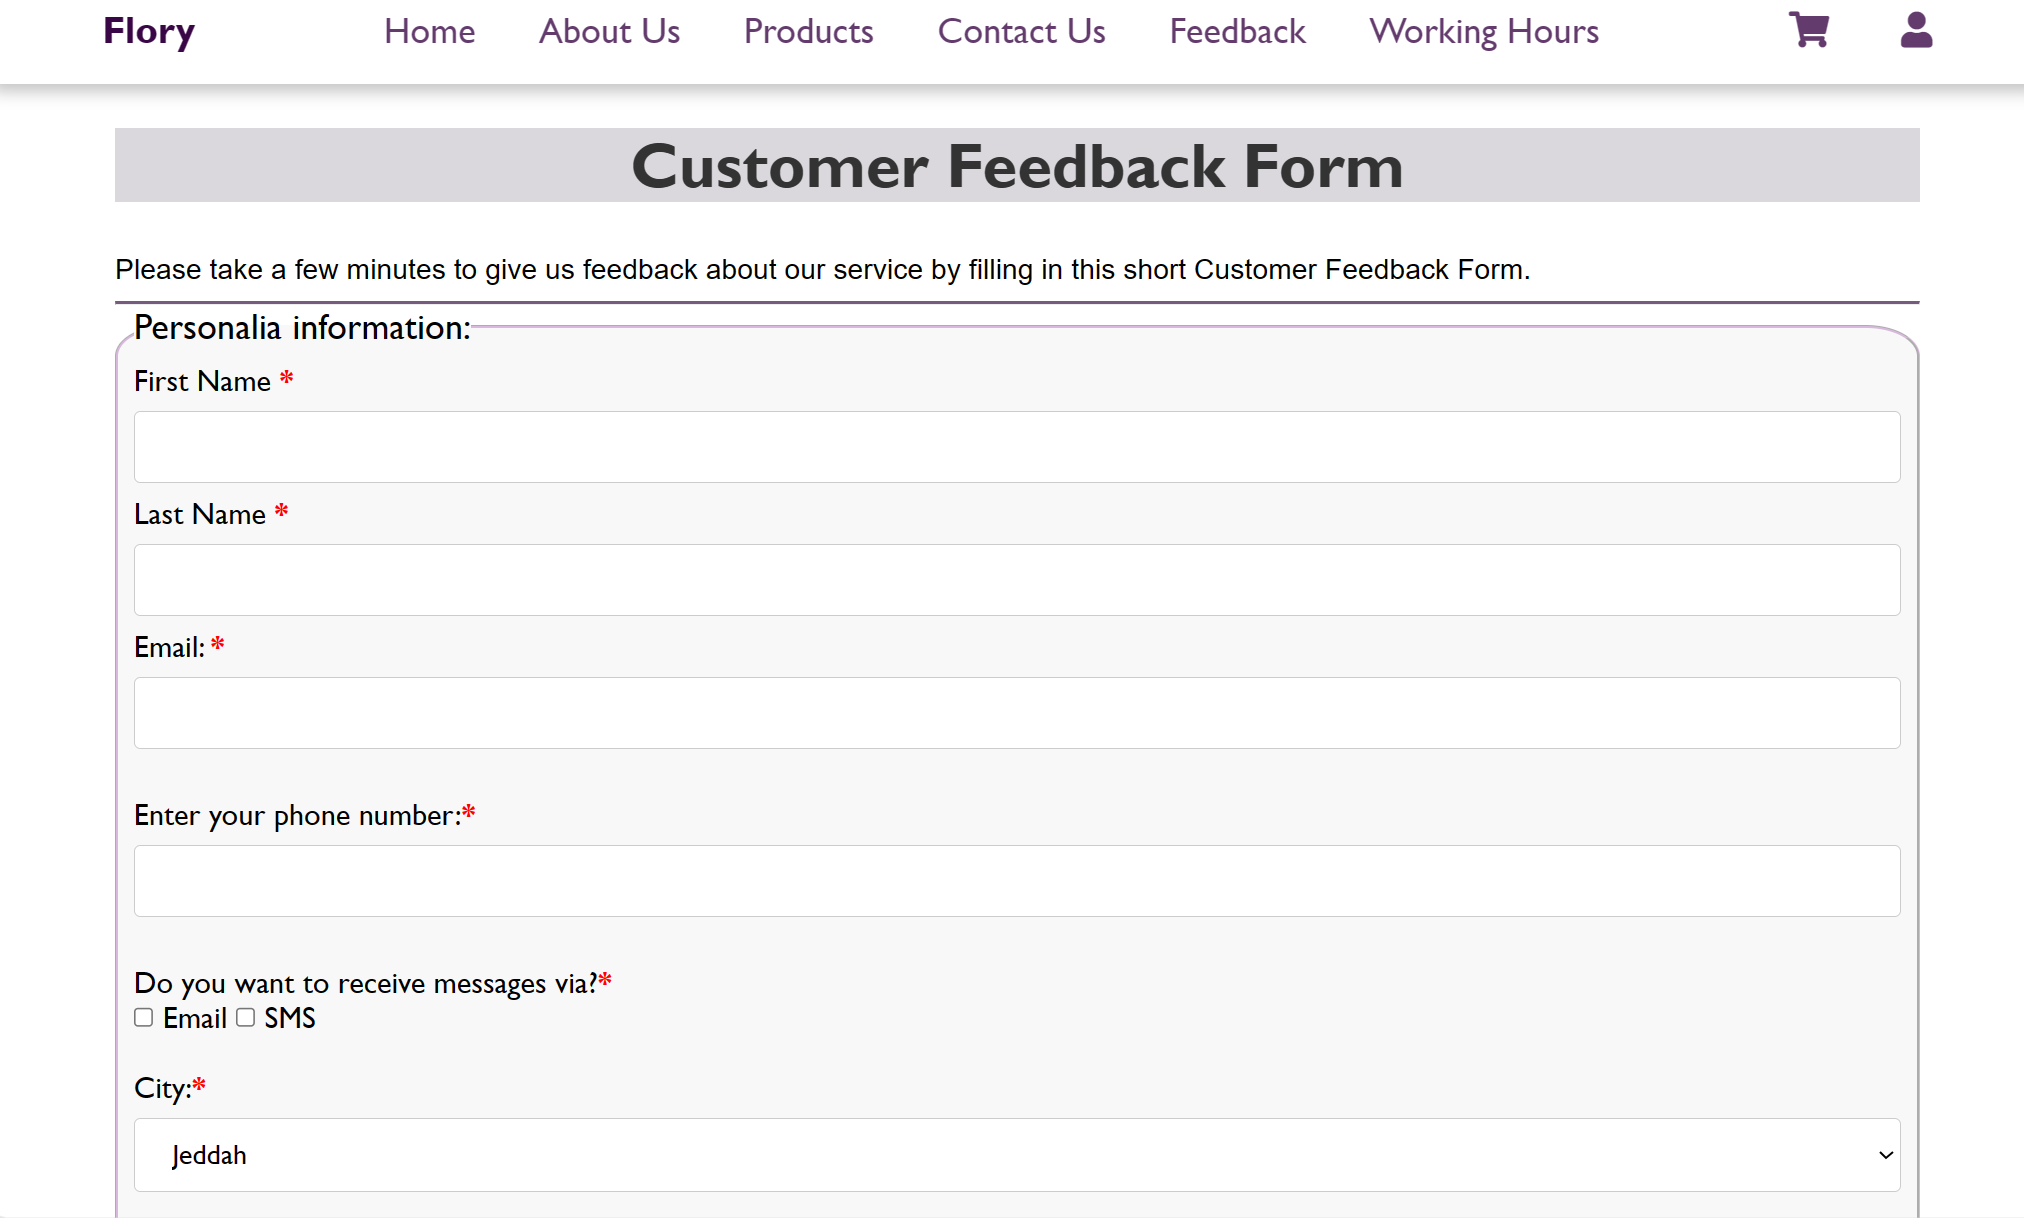 Flory Home About Us Products Contact Us Feedback Working Hours
Customer Feedback Form
Please take a few minutes to give us feedback about our service by filling in this short Customer Feedback Form.
Personalia information:
First Name *
Last Name *
Email: *
Enter your phone number:*
Do you want to receive messages via?*
Email SMS
City:*
Jeddah